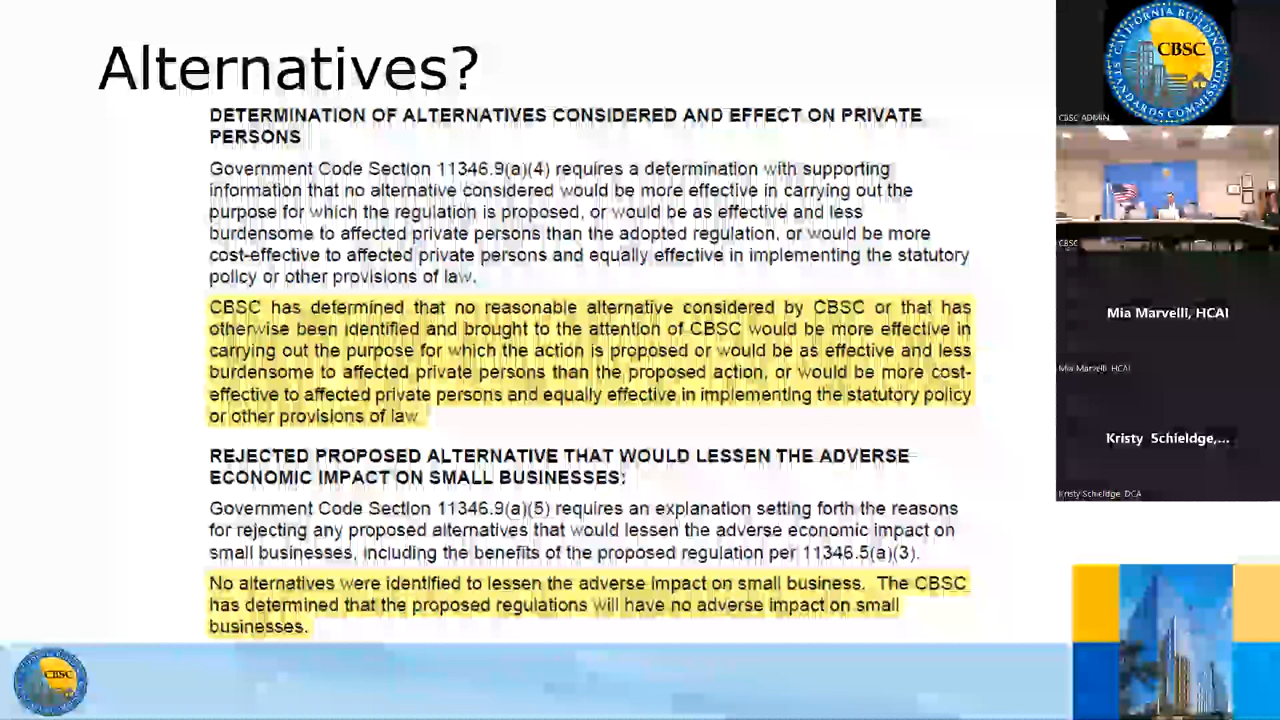 Alternatives?
DETERMINATION OF ALTERNATIVES CONSIDERED AND EFFECT ON PRIVATE
PERSONS
Government Code Section 11346.9(a)(4) requires a determination with supporting
information that no alternative considered would be more effective in carrying out the
purpose for which the regulation is proposed, or would be as effective and less
burdensome to affected private persons than the adopted regulation, or would be more
cost-effective to affected private persons and equally effective in implementing the statutory
policy or other provisions of law.
CBSC has determined that no reasonable alternative considered by CBSC or that has
otherwise been identified and brought to the attention of CBSC would be more effective in
carrying out the purpose for which the action is proposed or would be as effective and less
burdensome to affected private persons than the proposed action, or would be more cost-
effective to affected private persons and equally effective in implementing the statutory policy
or other provisions of law.
REJECTED PROPOSED ALTERNATIVE THAT WOULD LESSEN THE ADVERSE
ECONOMIC IMPACT ON SMALL BUSINESSES:
Government Code Section 11346.9(a)(5) requires an explanation setting forth the reasons
for rejecting any proposed alternatives that would lessen the adverse economic impact on
small businesses, including the benefits of the proposed regulation per 11346.5(a)(3).
No alternatives were identified to lessen the adverse impact on small business. The CBSC
has determined that the proposed regulations will have no adverse impact on small
businesses.
CALIFORNIA BUILDING
STANDARDS COMMISSION
CBSC
CBSC ADMIN
CBSC
Mia Marvelli, HCAI
Mia Marvelli, HCAI
Kristy Schieldge,...
Kristy Schieldge, DCA
CBSC